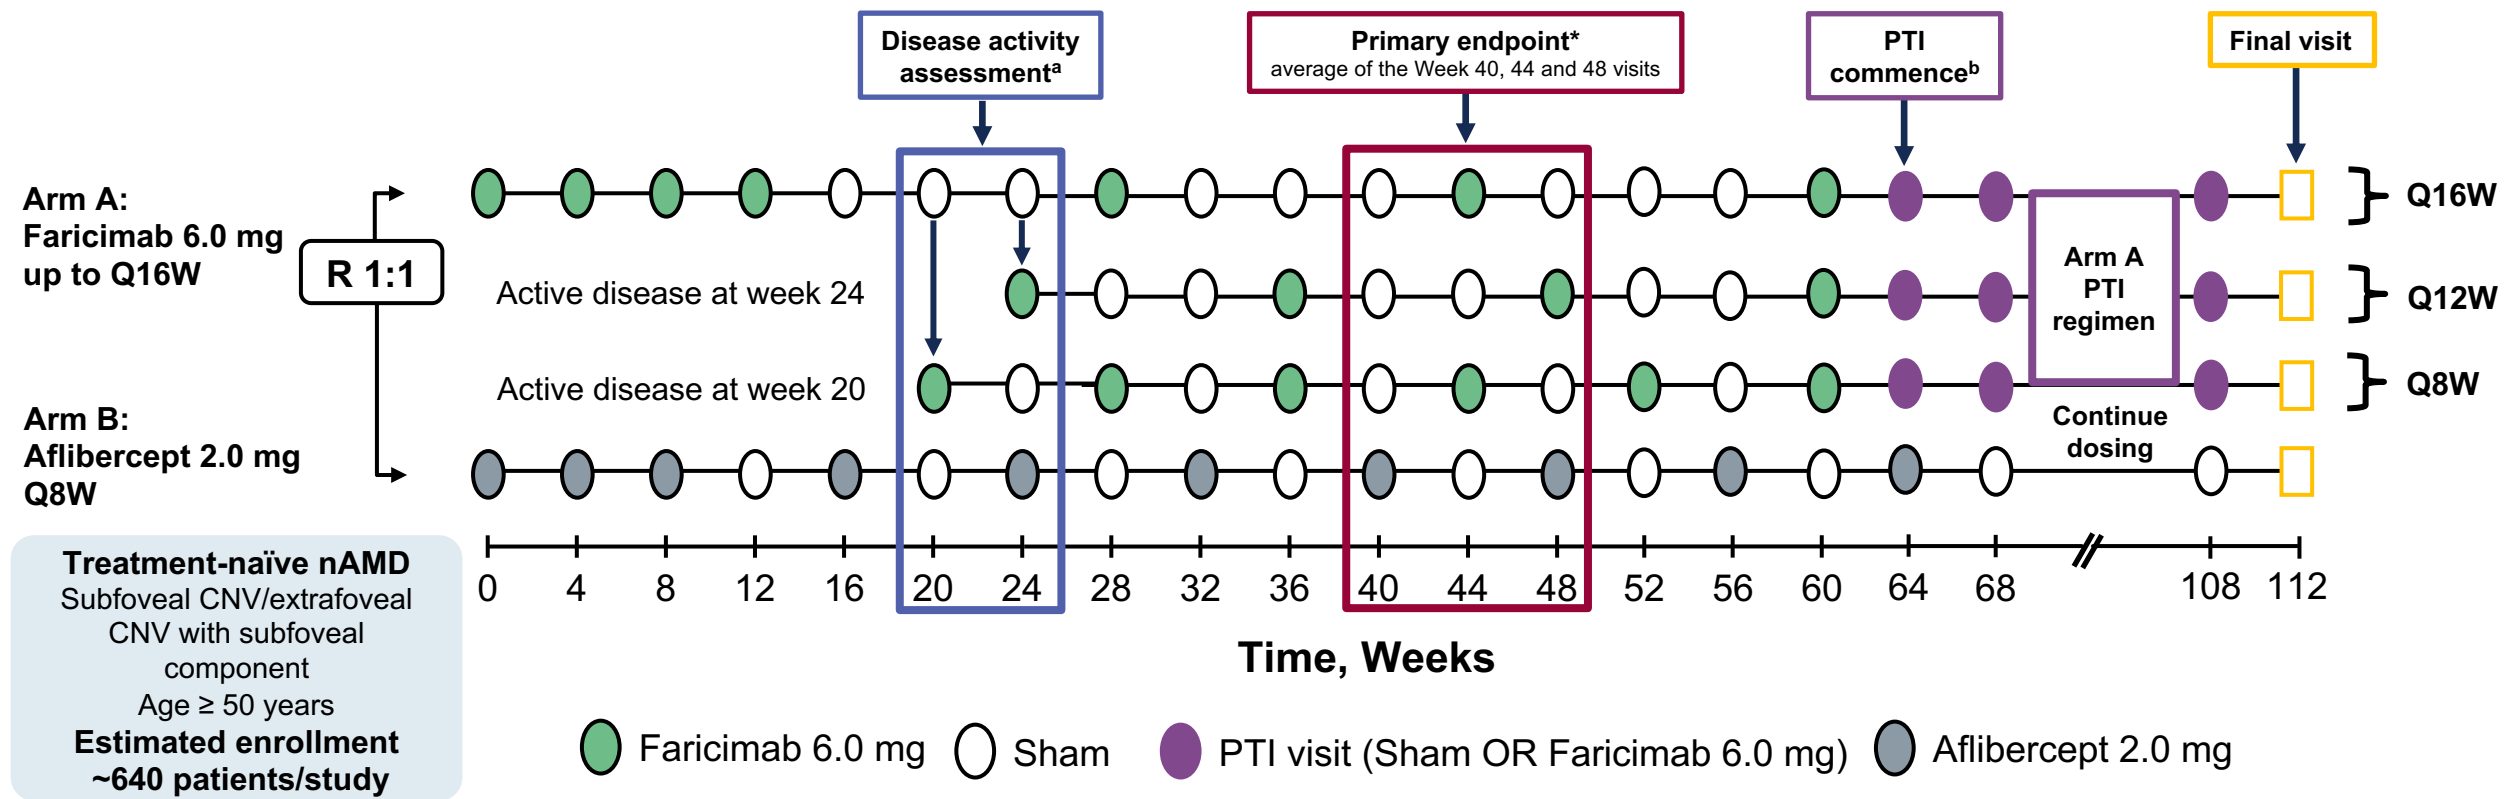 Disease activity
assessmentᵃ
Primary endpoint*
average of the Week 40, 44 and 48 visits
PTI
commenceᵇ
Final visit
Arm A:
Faricimab 6.0 mg
up to Q16W
R 1:1
Q16W
Active disease at week 24
Arm A
PTI
regimen
Q12W
Active disease at week 20
Q8W
Arm B:
Aflibercept 2.0 mg
Q8W
Continue
dosing
0 4 8 12 16 20 24 28 32 36 40 44 48 52 56 60 64 68 108 112
Time, Weeks
Treatment-naïve nAMD
Subfoveal CNV/extrafoveal
CNV with subfoveal
component
Age ≥ 50 years
Estimated enrollment
~640 patients/study
Faricimab 6.0 mg
Sham
PTI visit (Sham OR Faricimab 6.0 mg)
Aflibercept 2.0 mg